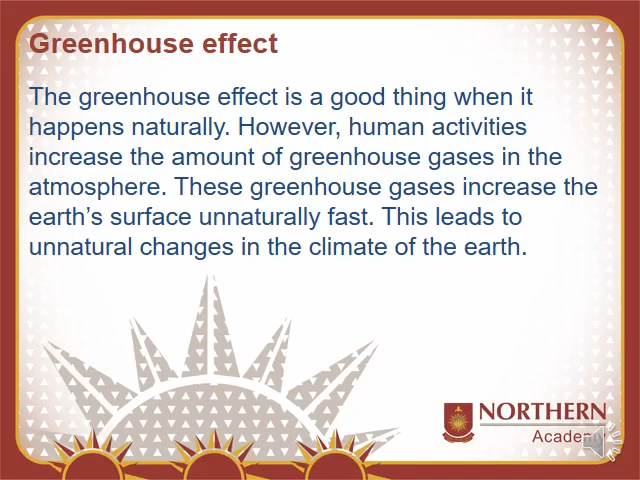 Greenhouse effect
The greenhouse effect is a good thing when it
happens naturally. However, human activities
increase the amount of greenhouse gases in the
atmosphere. These greenhouse gases increase the
earth’s surface unnaturally fast. This leads to
unnatural changes in the climate of the earth.
NORTHERN
Academy